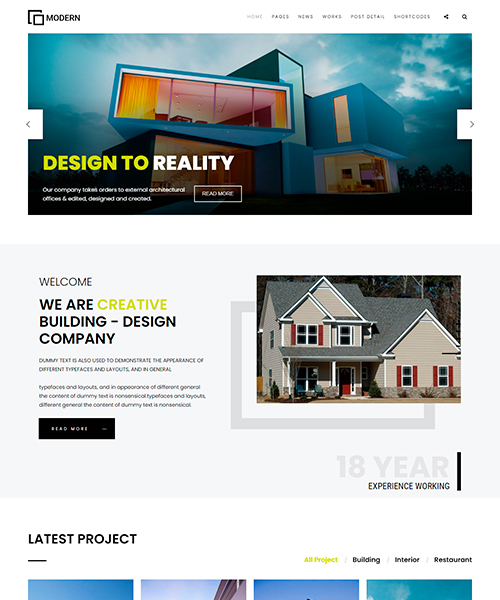 MODERN
HOME PAGES NEWS WORKS POST DETAIL SHORTCODES
DESIGN TO REALITY
Our company takes orders to external architectural
offices & edited, designed and created.
READ MORE
WELCOME
WE ARE CREATIVE
BUILDING - DESIGN
COMPANY
DUMMY TEXT IS ALSO USED TO DEMONSTRATE THE APPEARANCE OF
DIFFERENT TYPEFACES AND LAYOUTS, AND IN GENERAL
typefaces and layouts, and in appearance of different general
the content of dummy text is nonsensical.typefaces and layouts,
different general the content of dummy text is nonsensical.
READ MORE
18 YEAR
EXPERIENCE WORKING
LATEST PROJECT
All Project / Building / Interior / Restaurant